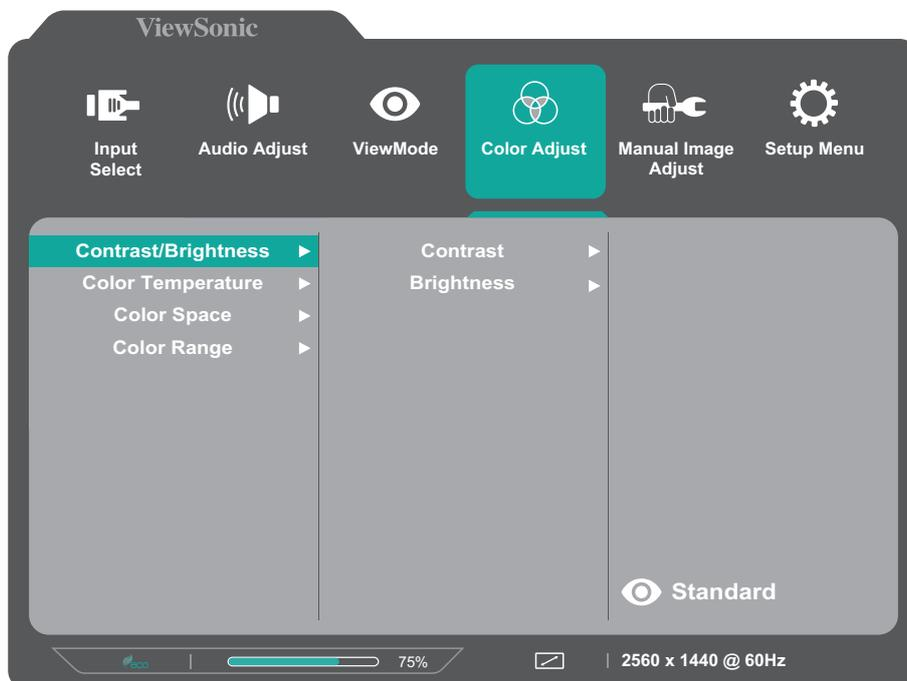 ViewSonic
Input
Select
Audio Adjust
ViewMode
Color Adjust
Manual Image
Adjust
Setup Menu
Contrast/Brightness
Color Temperature
Color Space
Color Range
Contrast
Brightness
Standard
eco
75%
2560 x 1440 @ 60Hz